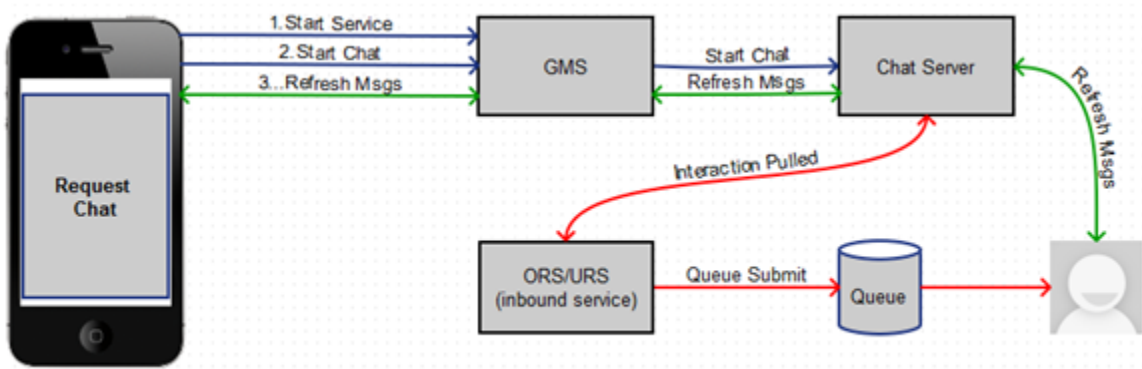 1.Start Service
2.Start Chat
3...Refresh Msgs
GMS
Start Chat
Refresh Msgs
Chat Server
Refresh Msgs
Interaction Pulled
Request
Chat
ORS/URS
(inbound service)
Queue Submit
Queue